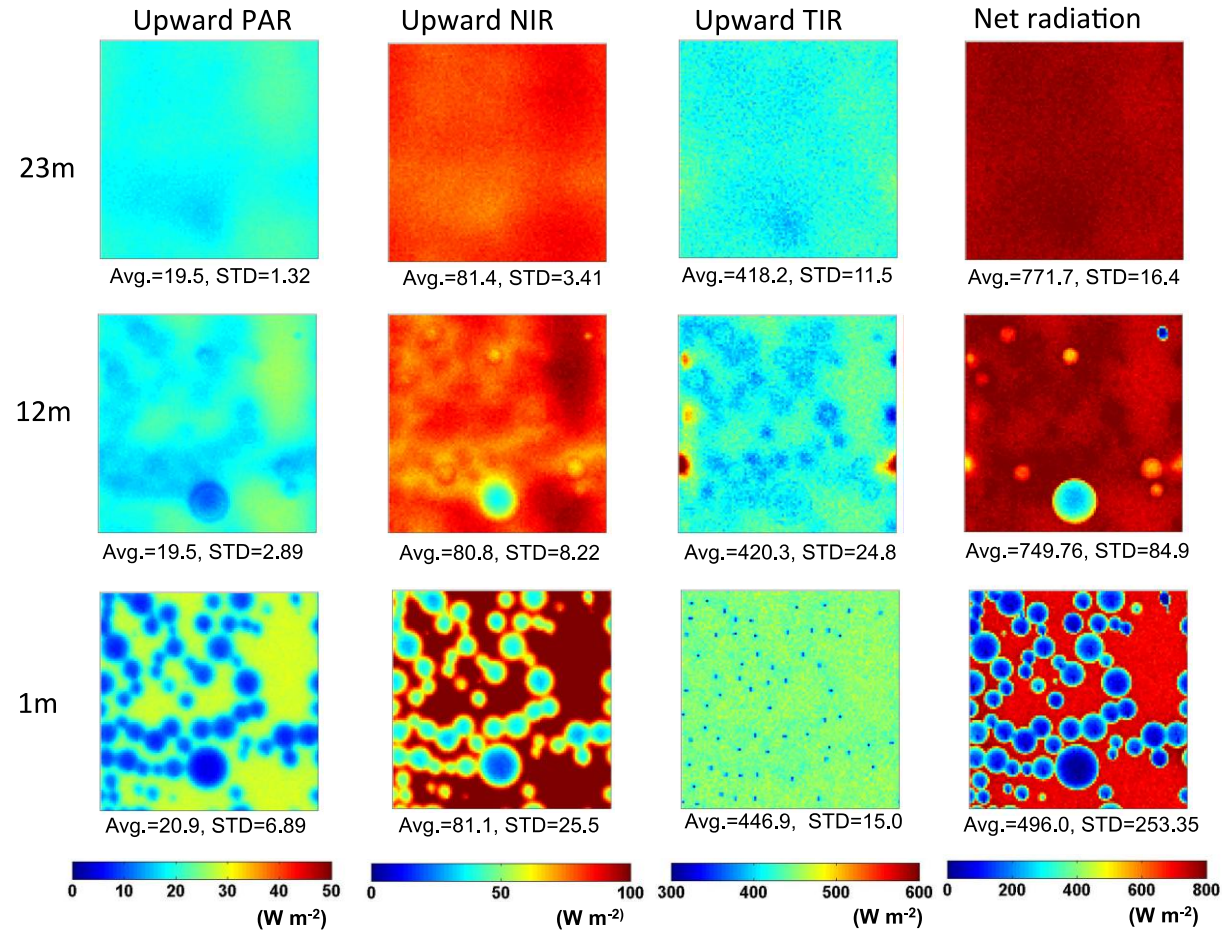 Upward PAR Upward NIR Upward TIR Net radiation
23m
Avg.=19.5, STD=1.32 Avg.=81.4, STD=3.41 Avg.=418.2, STD=11.5 Avg.=771.7, STD=16.4
12m
Avg.=19.5, STD=2.89 Avg.=80.8, STD=8.22 Avg.=420.3, STD=24.8 Avg.=749.76, STD=84.9
1m
Avg.=20.9, STD=6.89 Avg.=81.1, STD=25.5 Avg.=446.9, STD=15.0 Avg.=496.0, STD=253.35
0 10 20 30 40 50 0 50 100 300 400 500 600 0 200 400 600 800
(W m-2) (W m-2) (W m-2) (W m-2)